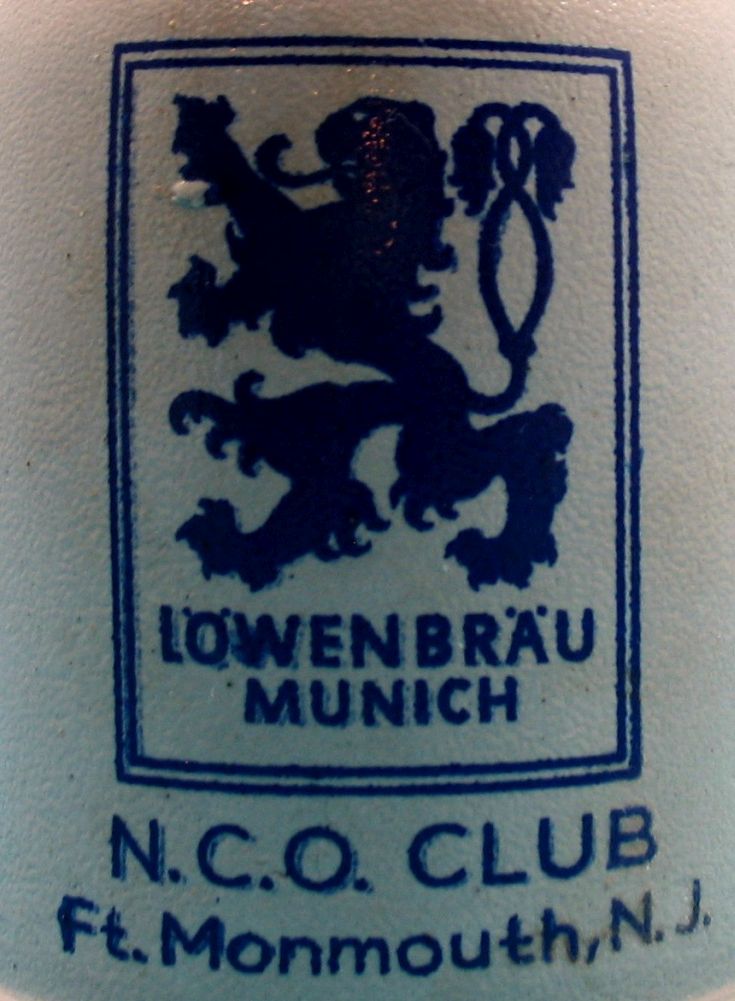 LÖWENBRÄU
MUNICH
N.C.O. CLUB
Ft. Monmouth, N.J.